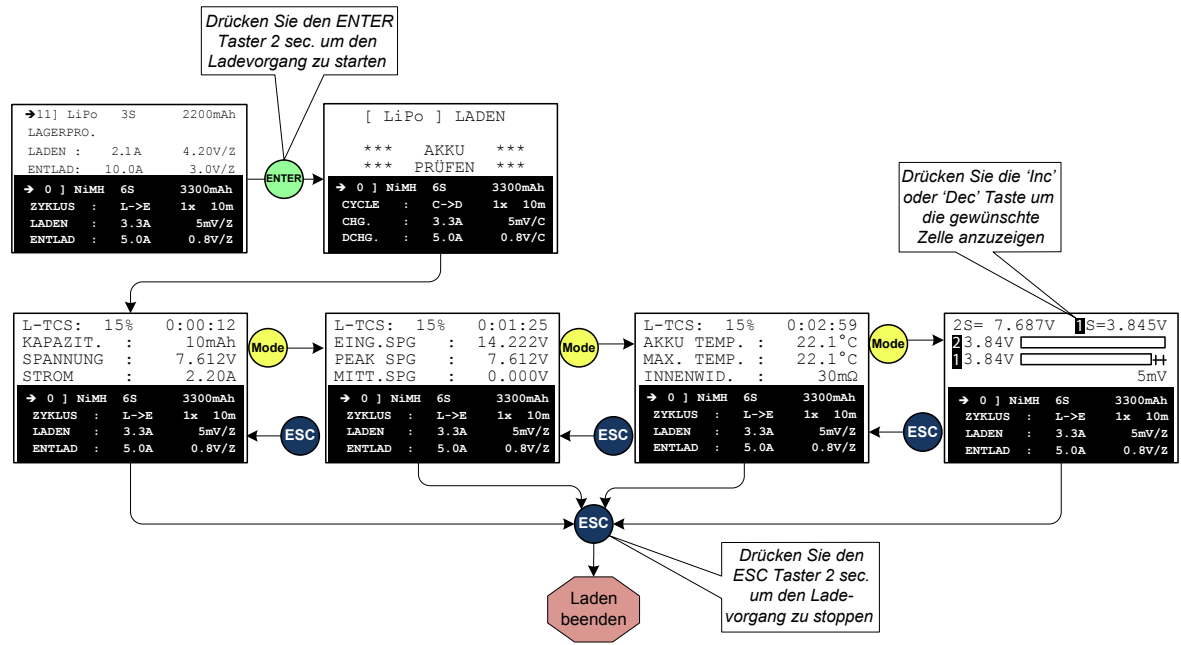 Drücken Sie den ENTER
Taster 2 sec. um den
Ladevorgang zu starten
➔11] LiPo 3S 2200mAh
LAGERPRO.
LADEN : 2.1A 4.20V/Z
ENTLAD: 10.0A 3.0V/Z
➔ 0 ] NiMH 6S 3300mAh
ZYKLUS : L->E 1x 10m
LADEN : 3.3A 5mV/Z
ENTLAD : 5.0A 0.8V/Z
ENTER
[ LiPo ] LADEN
*** AKKU ***
*** PRÜFEN ***
➔ 0 ] NiMH 6S 3300mAh
CYCLE : C->D 1x 10m
CHG. : 3.3A 5mV/C
DCHG. : 5.0A 0.8V/C
Drücken Sie die ‘Inc’
oder ‘Dec’ Taste um
die gewünschte
Zelle anzuzeigen
L-TCS: 15% 0:00:12
KAPAZIT. : 10mAh
SPANNUNG : 7.612V
STROM : 2.20A
➔ 0 ] NiMH 6S 3300mAh
ZYKLUS : L->E 1x 10m
LADEN : 3.3A 5mV/Z
ENTLAD : 5.0A 0.8V/Z
Mode
ESC
L-TCS: 15% 0:01:25
EING.SPG : 14.222V
PEAK SPG : 7.612V
MITT.SPG : 0.000V
➔ 0 ] NiMH 6S 3300mAh
ZYKLUS : L->E 1x 10m
LADEN : 3.3A 5mV/Z
ENTLAD : 5.0A 0.8V/Z
Mode
ESC
L-TCS: 15% 0:02:59
AKKU TEMP. : 22.1°C
MAX. TEMP. : 22.1°C
INNENWID. : 30mΩ
➔ 0 ] NiMH 6S 3300mAh
ZYKLUS : L->E 1x 10m
LADEN : 3.3A 5mV/Z
ENTLAD : 5.0A 0.8V/Z
Mode
ESC
2S= 7.687V 1S=3.845V
2 3.84V
1 3.84V
5mV
➔ 0 ] NiMH 6S 3300mAh
ZYKLUS : L->E 1x 10m
LADEN : 3.3A 5mV/Z
ENTLAD : 5.0A 0.8V/Z
ESC
Drücken Sie den
ESC Taster 2 sec.
um den Lade-
vorgang zu stoppen
Laden
beenden